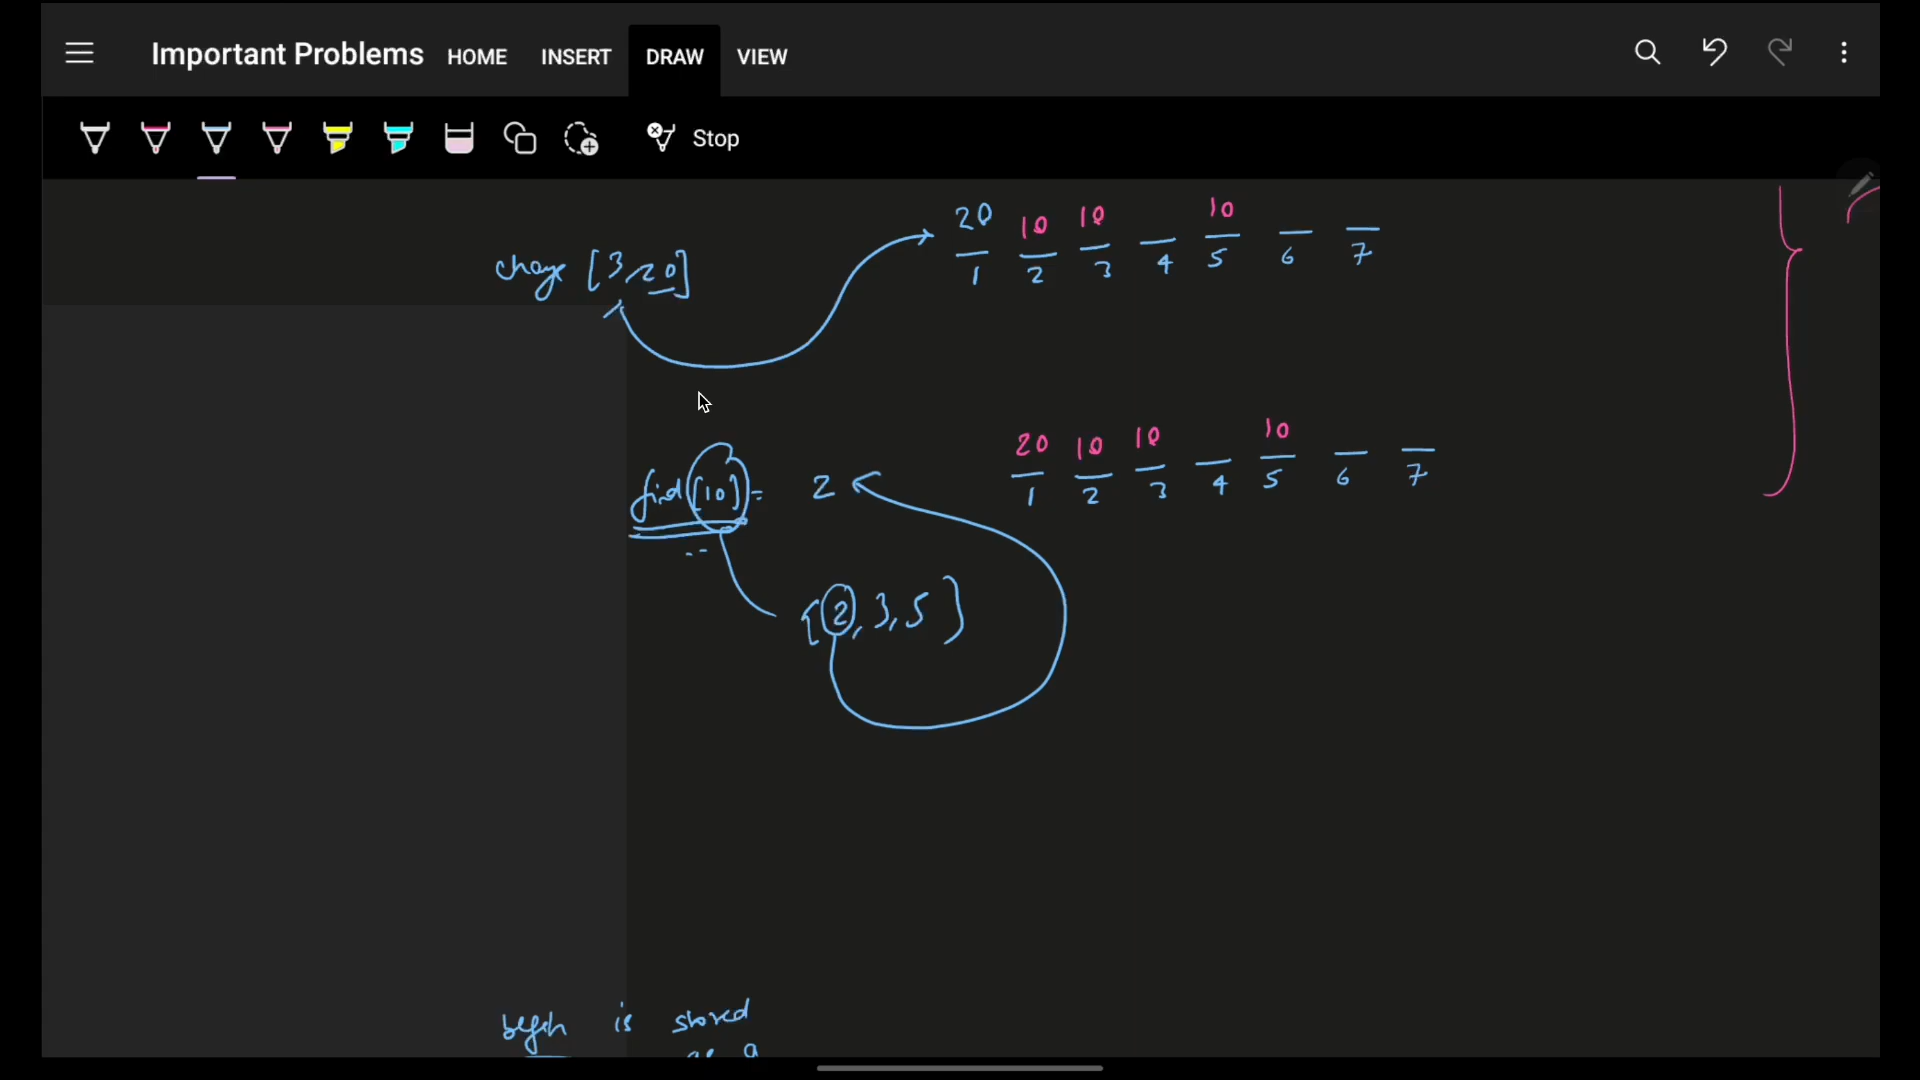 Important Problems HOME INSERT DRAW VIEW
Stop
20 10 10 10
change [3,20]
1 2 3 4 5 6 7
20 10 10 10
find [10] = 2
1 2 3 4 5 6 7
{2, 3, 5}
begin is stored
as a